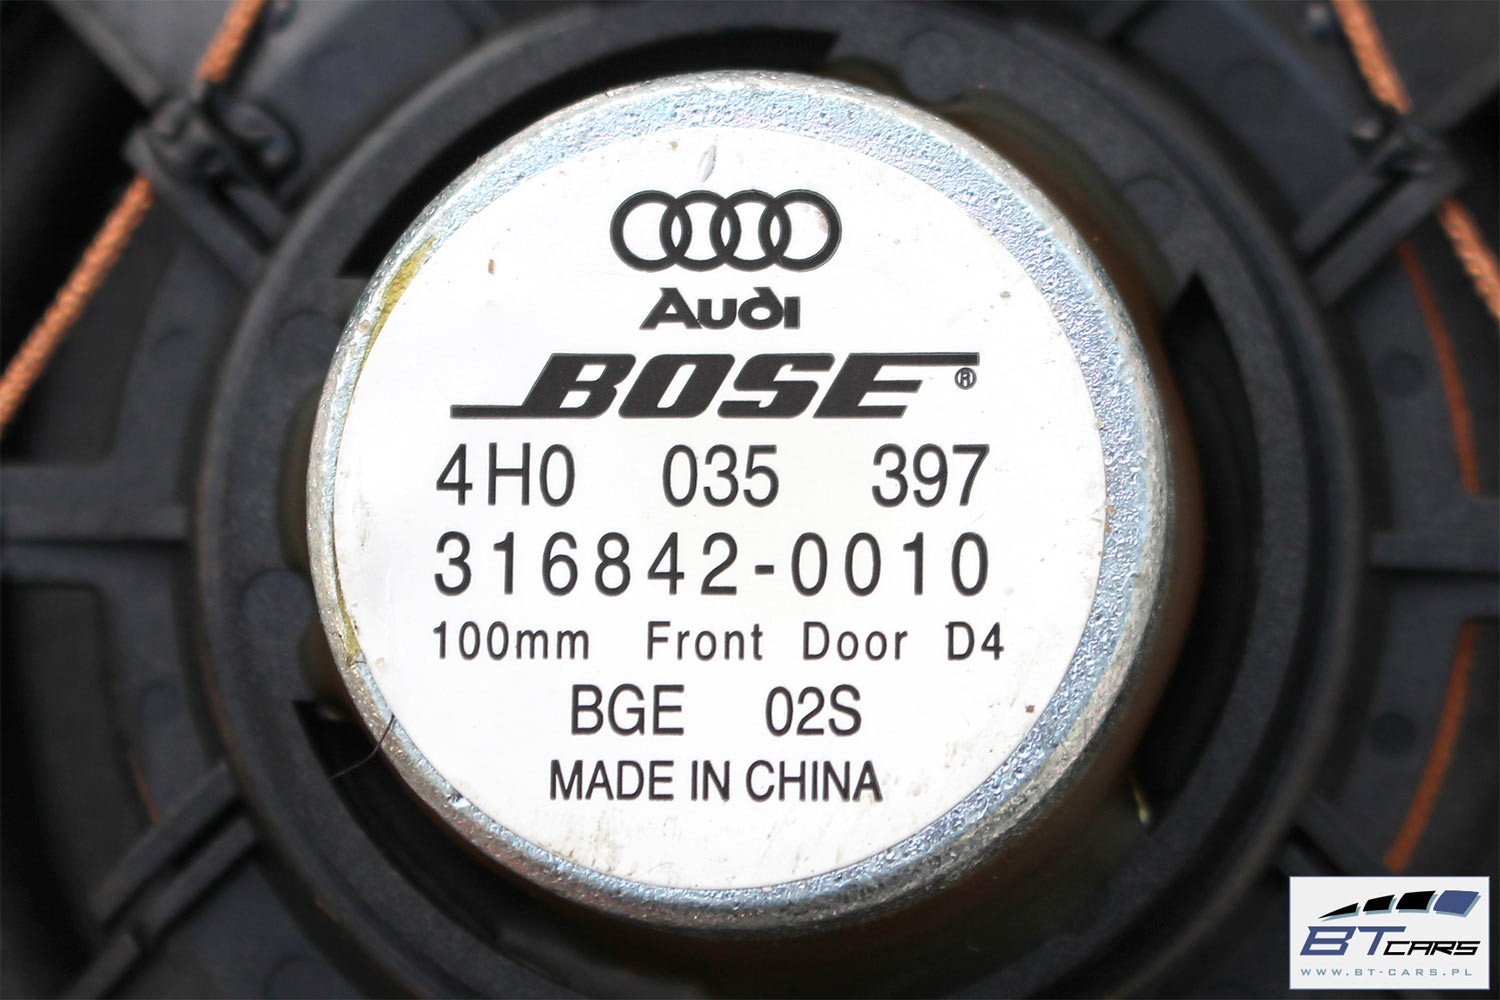 Audi
BOSE®
4H0 035 397
316842-0010
100mm Front Door D4
BGE 02S
MADE IN CHINA
BT CARS
WWW.BT-CARS.PL